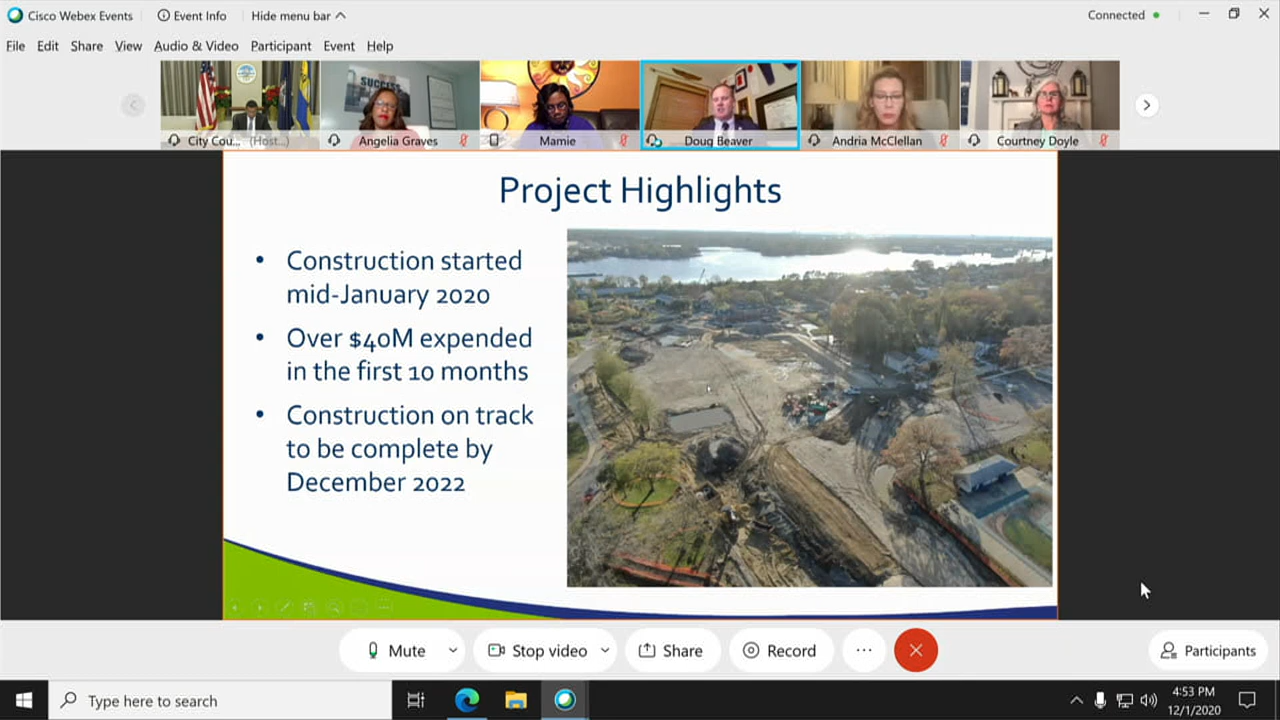 Cisco Webex Events
Event Info
Hide menu bar
Connected
File Edit Share View Audio & Video Participant Event Help
SUCCESS
City Cou... (Host...)
Angelia Graves
Mamie
Doug Beaver
Andria McClellan
Courtney Doyle
Project Highlights
• Construction started
mid-January 2020
• Over $40M expended
in the first 10 months
• Construction on track
to be complete by
December 2022
Mute
Stop video
Share
Record
Participants
Type here to search
4:53 PM
12/1/2020